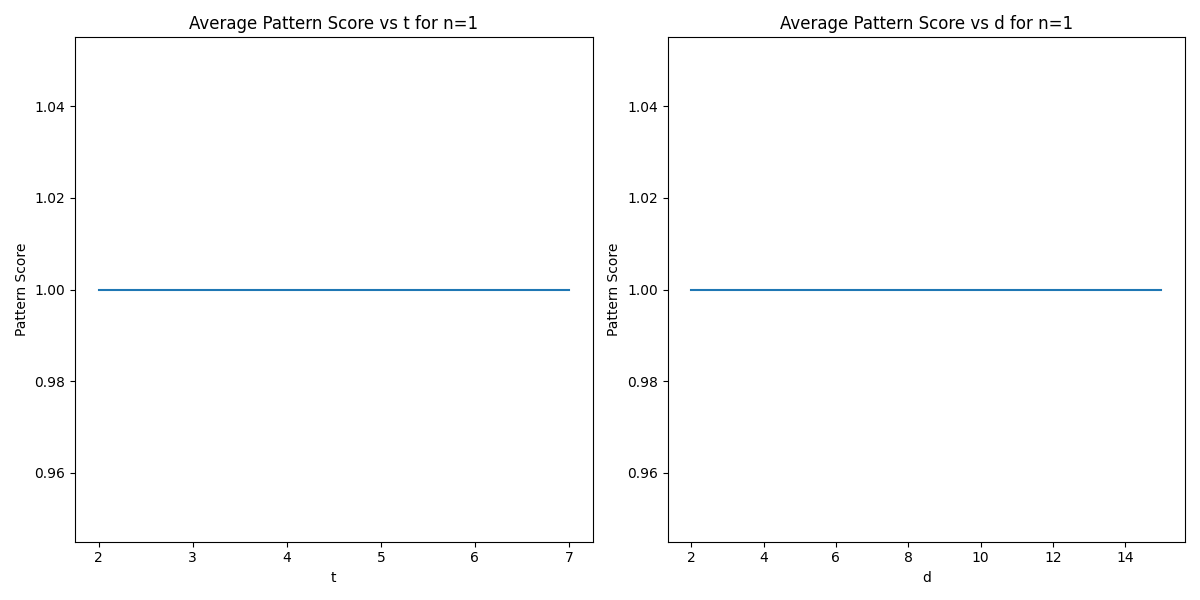 Average Pattern Score vs t for n=1
Pattern Score
1.04
1.02
1.00
0.98
0.96
2 3 4 5 6 7
t
Average Pattern Score vs d for n=1
Pattern Score
1.04
1.02
1.00
0.98
0.96
2 4 6 8 10 12 14
d